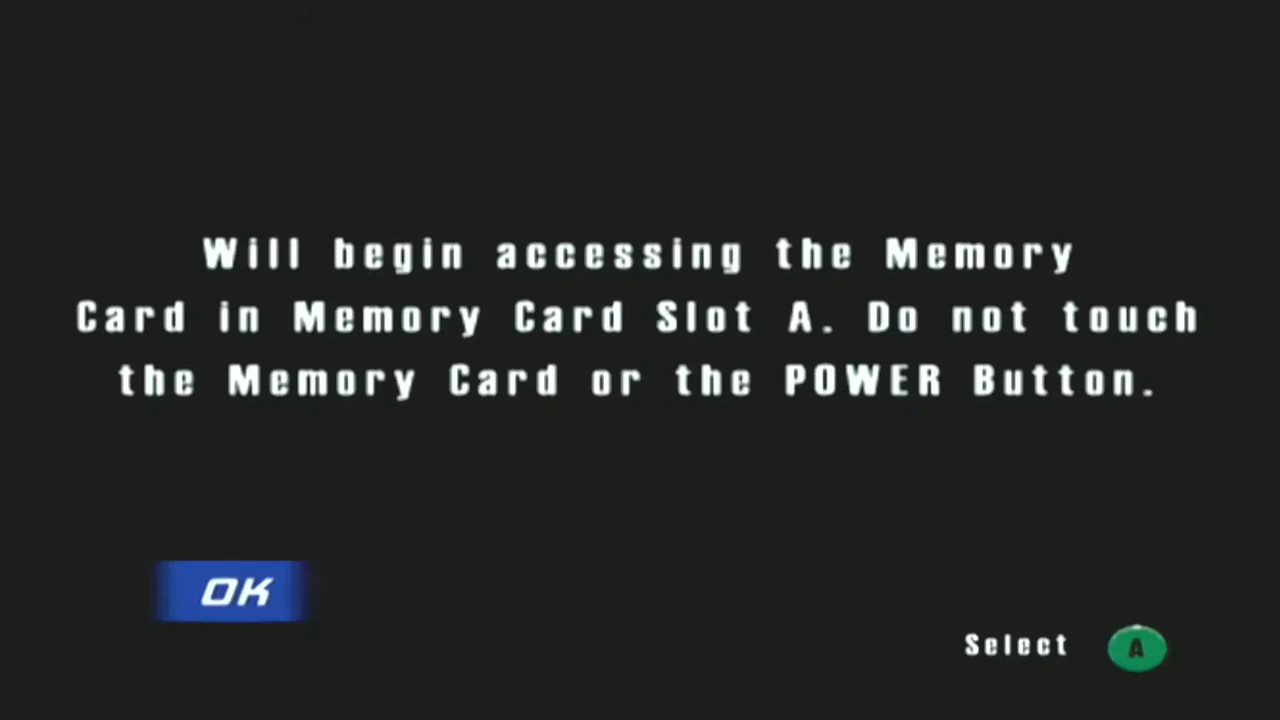 Will begin accessing the Memory
Card in Memory Card Slot A. Do not touch
the Memory Card or the POWER Button.
OK
Select A